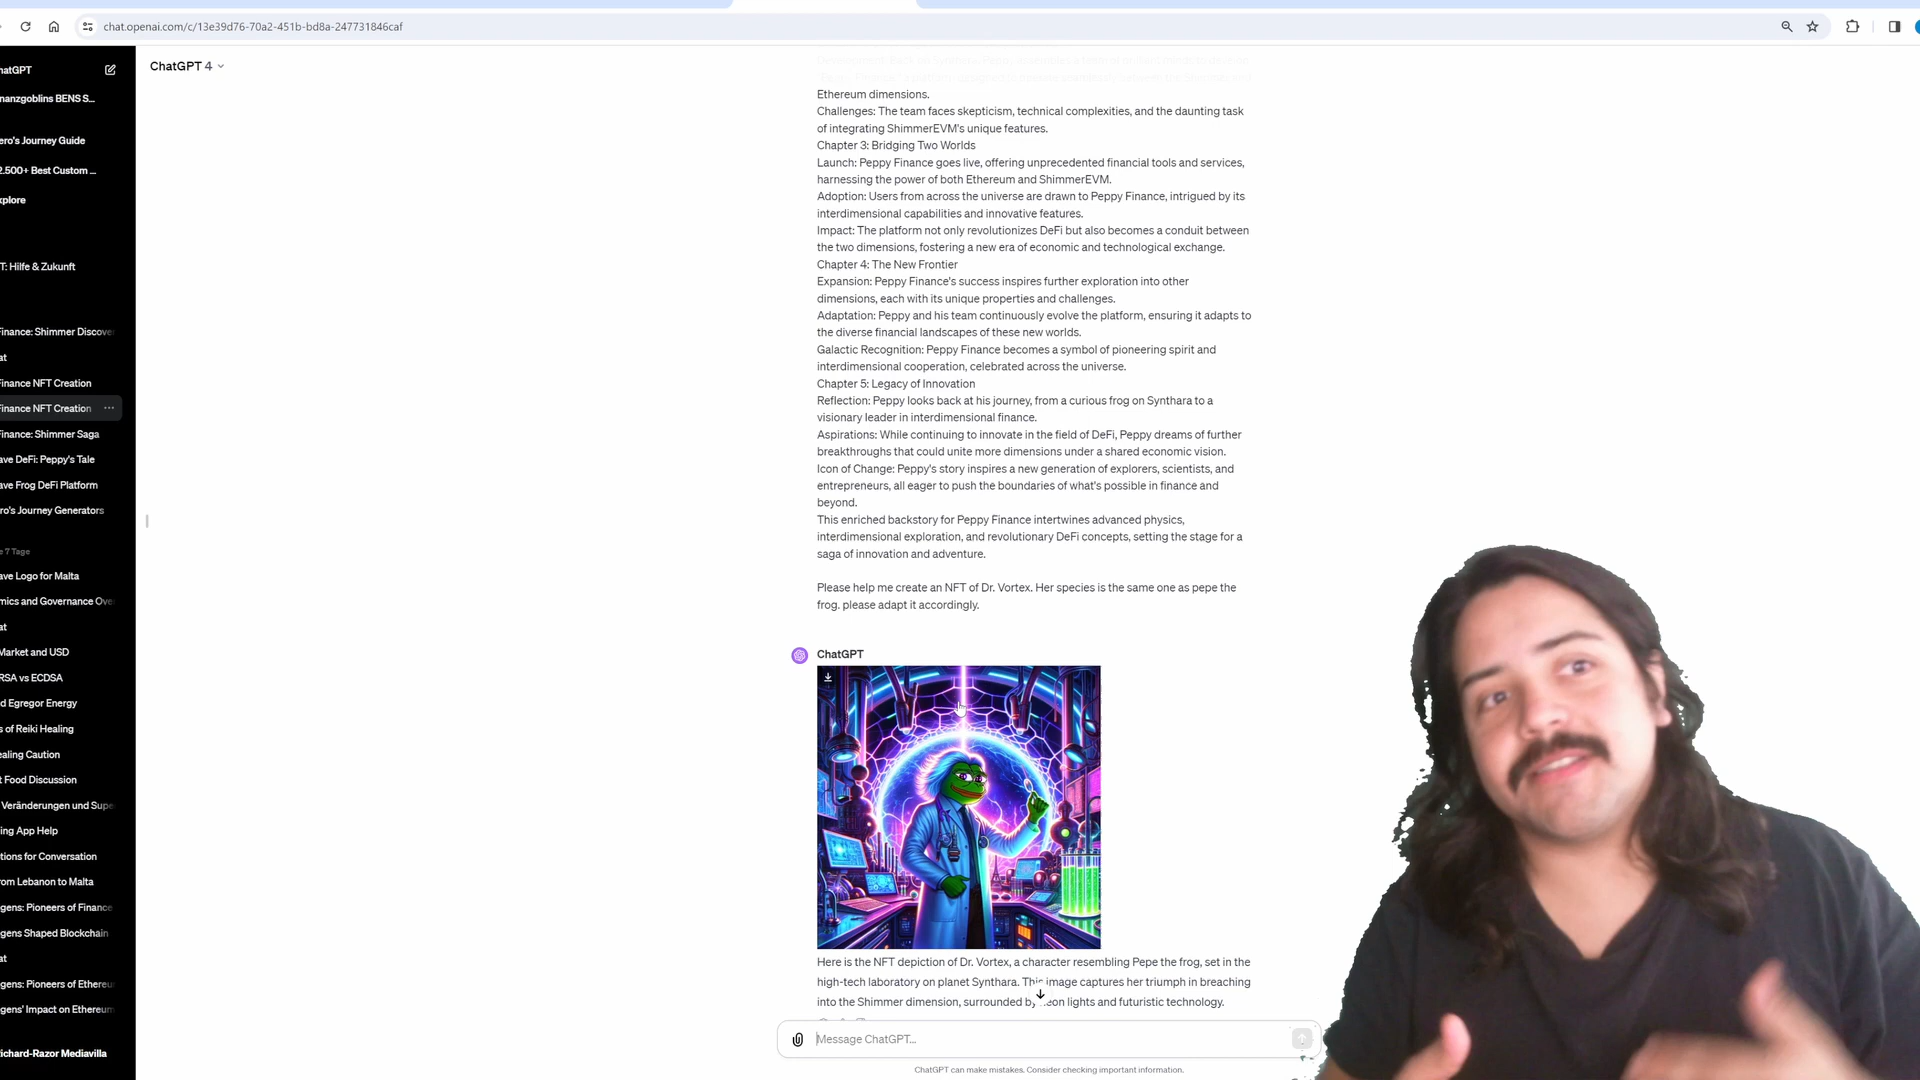 chat.openai.com/c/13e39d76-70a2-451b-bd8a-247731846caf
hatGPT
nanzgoblins BENS S...
ero's Journey Guide
2.500+ Best Custom ...
xplore
T: Hilfe & Zukunft
Finance: Shimmer Discove
at
Finance NFT Creation
Finance NFT Creation
Finance: Shimmer Saga
ave DeFi: Peppy's Tale
ave Frog DeFi Platform
ro's Journey Generators
e 7 Tage
ave Logo for Malta
mics and Governance Ove
at
Market and USD
RSA vs ECDSA
d Egregor Energy
s of Reiki Healing
ealing Caution
t Food Discussion
Veränderungen und Supe
ing App Help
tions for Conversation
rom Lebanon to Malta
gens: Pioneers of Finance
gens Shaped Blockchain
at
gens: Pioneers of Ethereu
gens' Impact on Ethereum
ichard-Razor Mediavilla
ChatGPT 4
Ethereum dimensions.
Challenges: The team faces skepticism, technical complexities, and the daunting task
of integrating ShimmerEVM's unique features.
Chapter 3: Bridging Two Worlds
Launch: Peppy Finance goes live, offering unprecedented financial tools and services,
harnessing the power of both Ethereum and ShimmerEVM.
Adoption: Users from across the universe are drawn to Peppy Finance, intrigued by its
interdimensional capabilities and innovative features.
Impact: The platform not only revolutionizes DeFi but also becomes a conduit between
the two dimensions, fostering a new era of economic and technological exchange.
Chapter 4: The New Frontier
Expansion: Peppy Finance's success inspires further exploration into other
dimensions, each with its unique properties and challenges.
Adaptation: Peppy and his team continuously evolve the platform, ensuring it adapts to
the diverse financial landscapes of these new worlds.
Galactic Recognition: Peppy Finance becomes a symbol of pioneering spirit and
interdimensional cooperation, celebrated across the universe.
Chapter 5: Legacy of Innovation
Reflection: Peppy looks back at his journey, from a curious frog on Synthara to a
visionary leader in interdimensional finance.
Aspirations: While continuing to innovate in the field of DeFi, Peppy dreams of further
breakthroughs that could unite more dimensions under a shared economic vision.
Icon of Change: Peppy's story inspires a new generation of explorers, scientists, and
entrepreneurs, all eager to push the boundaries of what's possible in finance and
beyond.
This enriched backstory for Peppy Finance intertwines advanced physics,
interdimensional exploration, and revolutionary DeFi concepts, setting the stage for a
saga of innovation and adventure.
Please help me create an NFT of Dr. Vortex. Her species is the same one as pepe the
frog. please adapt it accordingly.
ChatGPT
Here is the NFT depiction of Dr. Vortex, a character resembling Pepe the frog, set in the
high-tech laboratory on planet Synthara. This image captures her triumph in breaching
into the Shimmer dimension, surrounded by neon lights and futuristic technology.
Message ChatGPT...
ChatGPT can make mistakes. Consider checking important information.